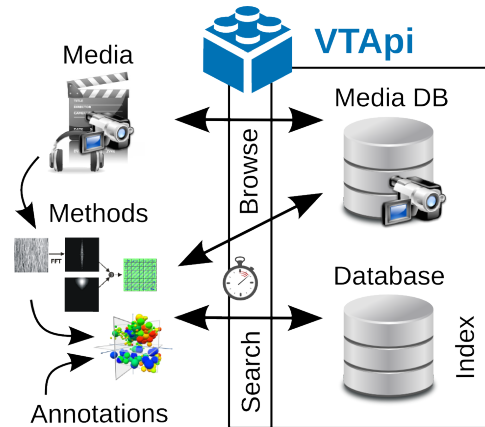 VTApi
Media
Media DB
Browse
Methods
FFT
Database
Search
Index
Annotations